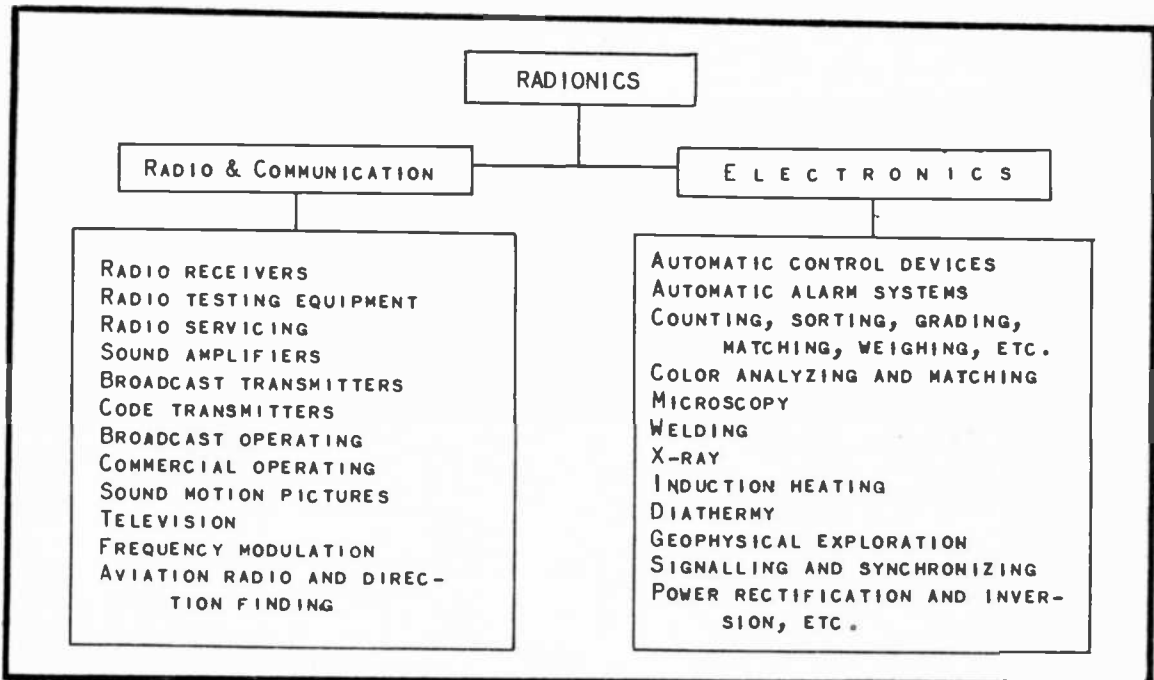 RADIONICS
RADIO & COMMUNICATION
ELECTRONICS
RADIO RECEIVERS
RADIO TESTING EQUIPMENT
RADIO SERVICING
SOUND AMPLIFIERS
BROADCAST TRANSMITTERS
CODE TRANSMITTERS
BROADCAST OPERATING
COMMERCIAL OPERATING
SOUND MOTION PICTURES
TELEVISION
FREQUENCY MODULATION
AVIATION RADIO AND DIREC-
TION FINDING
AUTOMATIC CONTROL DEVICES
AUTOMATIC ALARM SYSTEMS
COUNTING, SORTING, GRADING,
MATCHING, WEIGHING, ETC.
COLOR ANALYZING AND MATCHING
MICROSCOPY
WELDING
X-RAY
INDUCTION HEATING
DIATHERMY
GEOPHYSICAL EXPLORATION
SIGNALLING AND SYNCHRONIZING
POWER RECTIFICATION AND INVER-
SION, ETC.